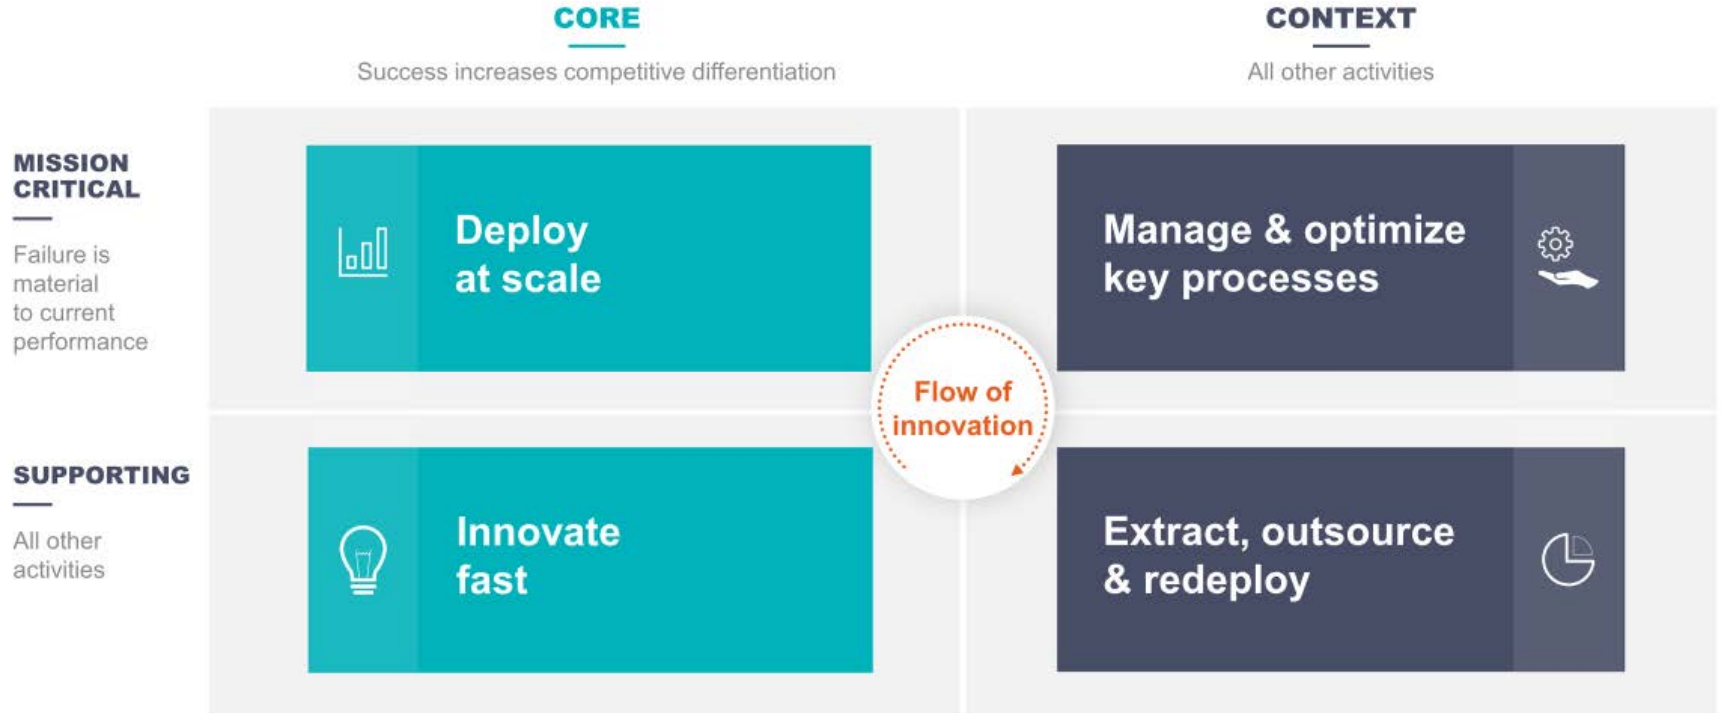 CORE
Success increases competitive differentiation
CONTEXT
All other activities
MISSION
CRITICAL
Failure is
material
to current
performance
Deploy
at scale
Manage & optimize
key processes
Flow of
innovation
SUPPORTING
All other
activities
Innovate
fast
Extract, outsource
& redeploy